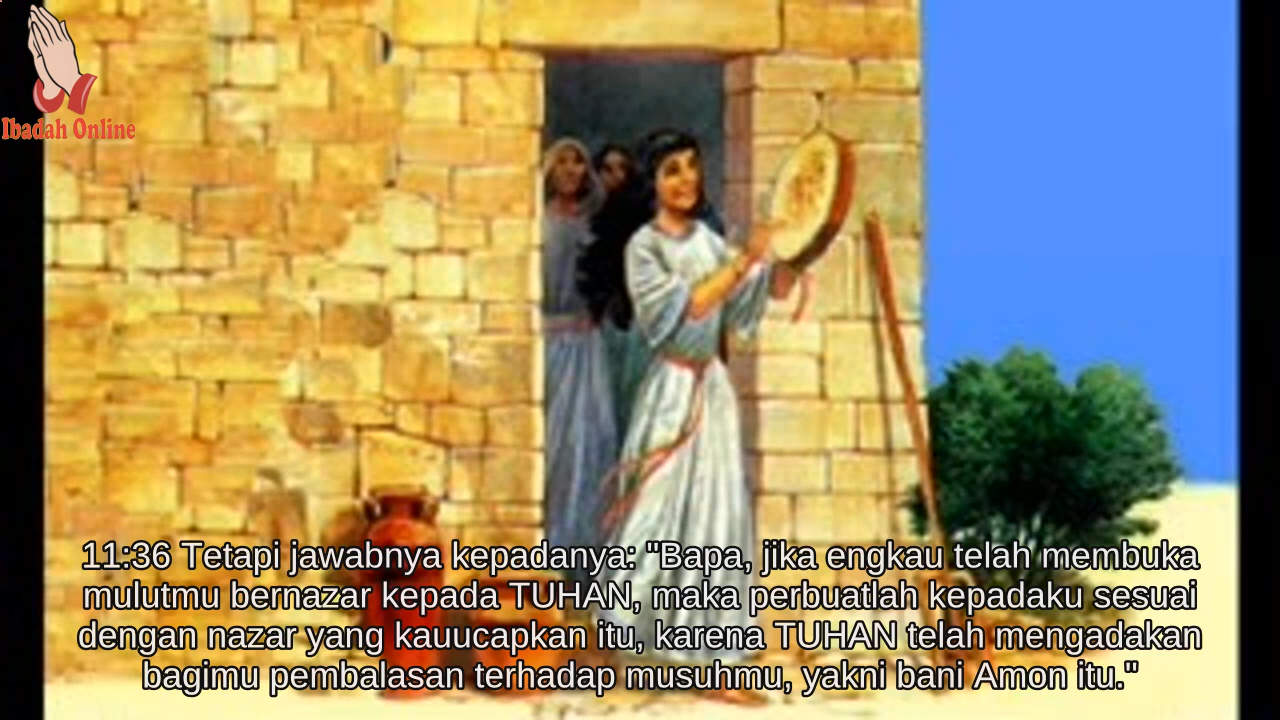 Ibadah Online
11:36 Tetapi jawabnya kepadanya: "Bapa, jika engkau telah membuka
mulutmu bernazar kepada TUHAN, maka perbuatlah kepadaku sesuai
dengan nazar yang kauucapkan itu, karena TUHAN telah mengadakan
bagimu pembalasan terhadap musuhmu, yakni bani Amon itu."